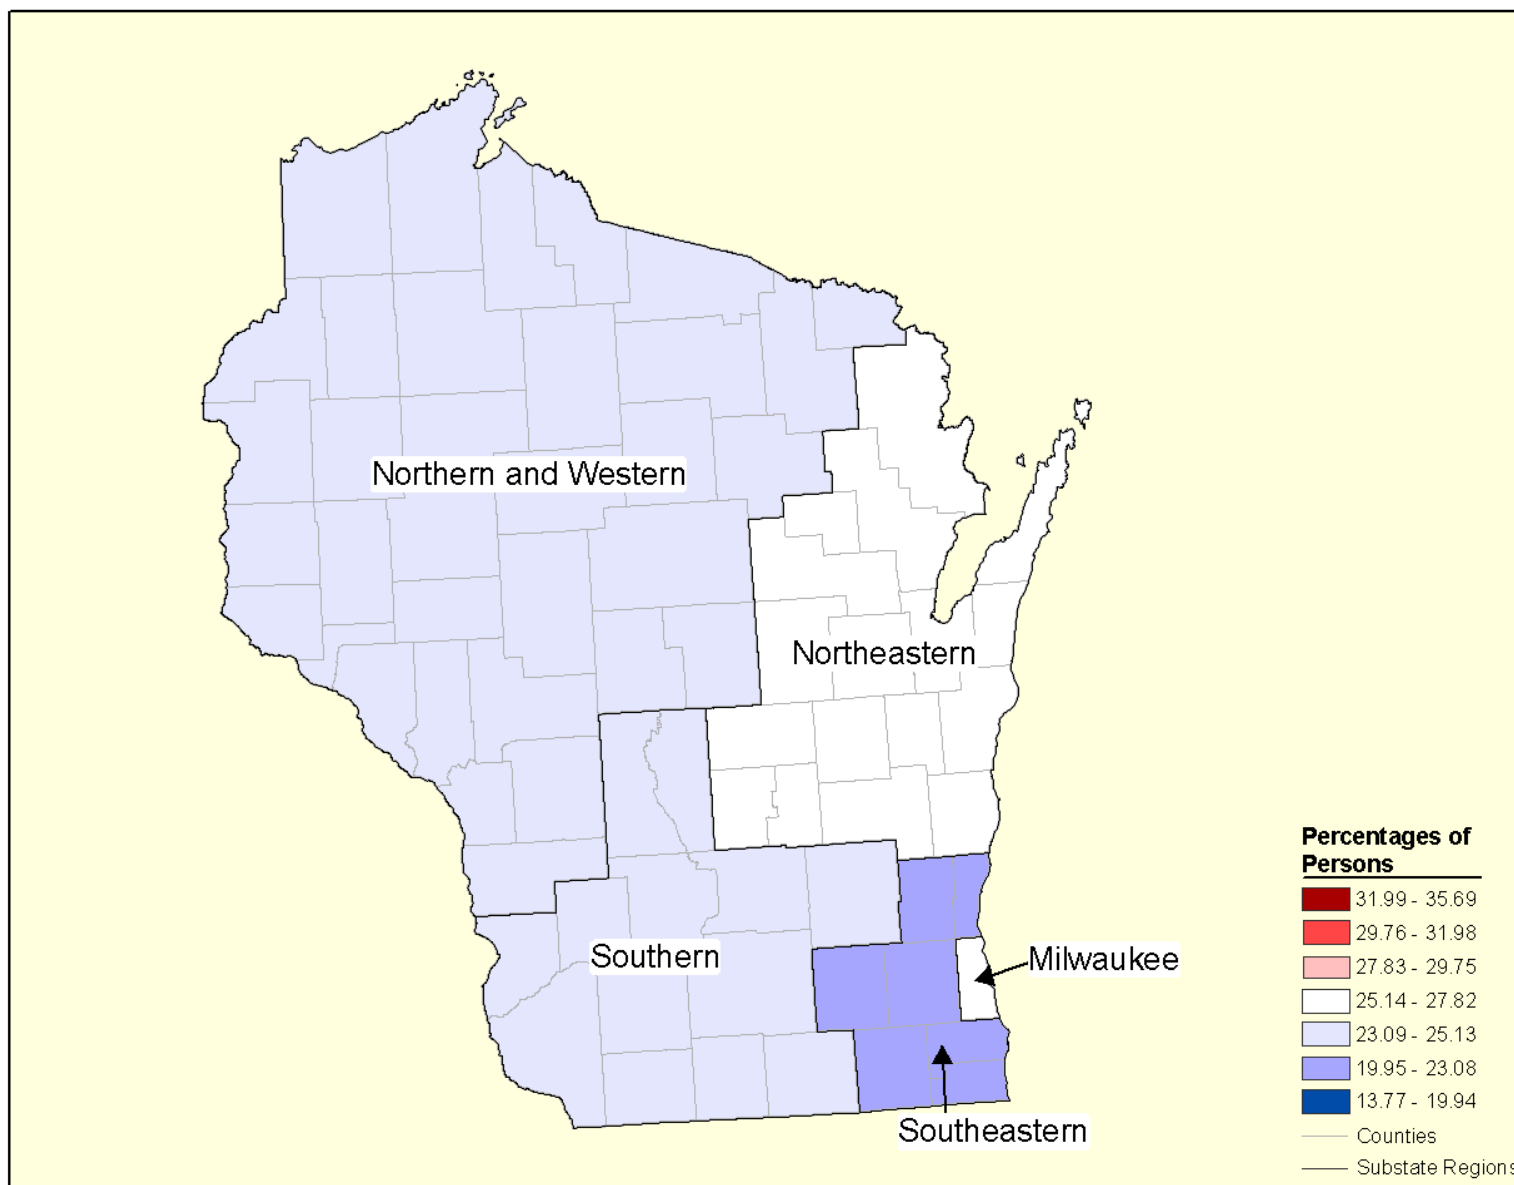 Northern and Western
Northeastern
Southern
Milwaukee
Southeastern
Percentages of
Persons
31.99 - 35.69
29.76 - 31.98
27.83 - 29.75
25.14 - 27.82
23.09 - 25.13
19.95 - 23.08
13.77 - 19.94
Counties
Substate Regions